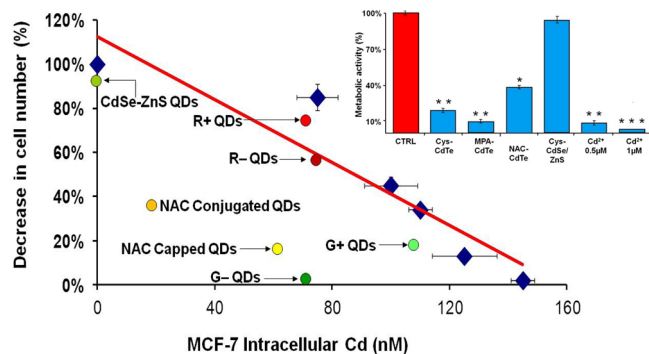 120%
100%
80%
60%
40%
20%
0%
Decrease in cell number (%)
0
40
80
120
160
MCF-7 Intracellular Cd (nM)
CdSe-ZnS QDs
R+ QDs
R– QDs
NAC Conjugated QDs
NAC Capped QDs
G+ QDs
G– QDs
100%
80%
40%
10%
Metabolic activity (%)
* *
* *
*
* *
* * *
CTRL
Cys-
CdTe
MPA-
CdTe
NAC-
CdTe
Cys-
CdSe/
ZnS
Cd²⁺
0.5µM
Cd²⁺
1µM